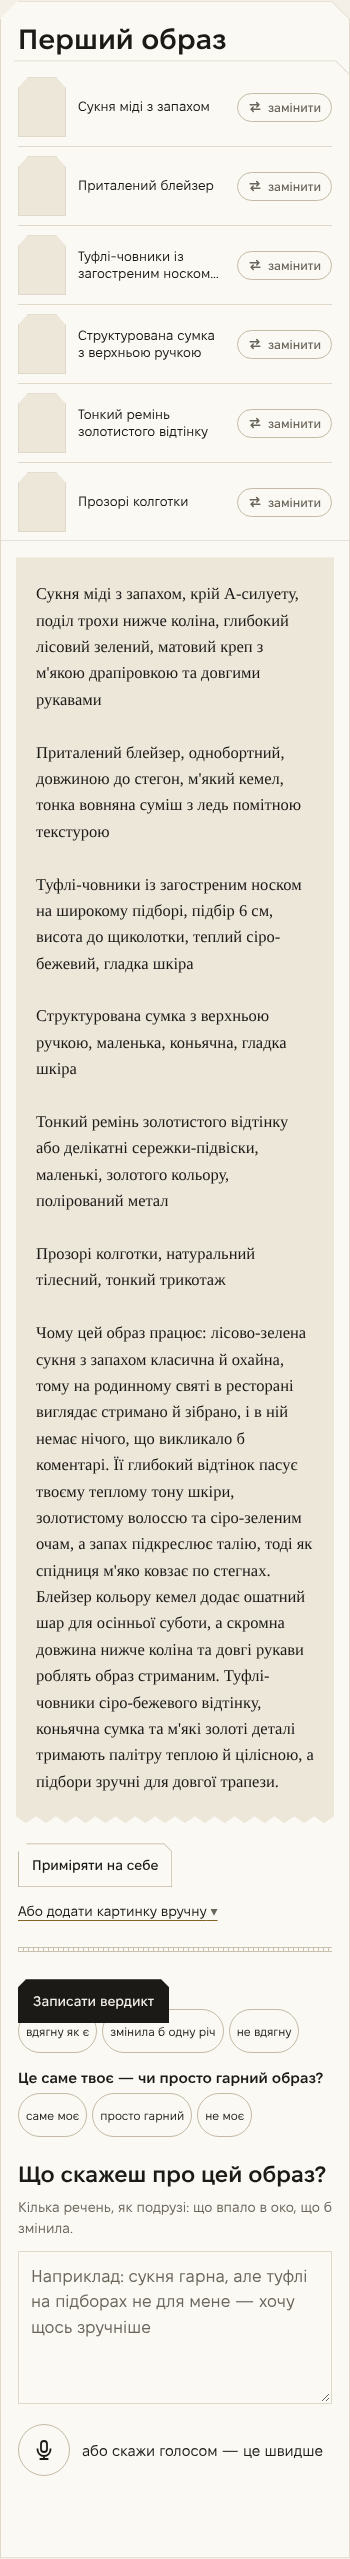 Перший образ
Сукня міді з запахом
замінити
Приталений блейзер
замінити
Туфлі-човники із
загостреним носком...
замінити
Структурована сумка
з верхньою ручкою
замінити
Тонкий ремінь
золотистого відтінку
замінити
Прозорі колготки
замінити
Сукня міді з запахом, крій А-силуету,
поділ трохи нижче коліна, глибокий
лісовий зелений, матовий креп з
м'якою драпіровкою та довгими
рукавами
Приталений блейзер, однобортний,
довжиною до стегон, м'який кемел,
тонка вовняна суміш з ледь помітною
текстурою
Туфлі-човники із загостреним носком
на широкому підборі, підбір 6 см,
висота до щиколотки, теплий сіро-
бежевий, гладка шкіра
Структурована сумка з верхньою
ручкою, маленька, коньячна, гладка
шкіра
Тонкий ремінь золотистого відтінку
або делікатні сережки-підвіски,
маленькі, золотого кольору,
полірований метал
Прозорі колготки, натуральний
тілесний, тонкий трикотаж
Чому цей образ працює: лісово-зелена
сукня з запахом класична й охайна,
тому на родинному святі в ресторані
виглядає стримано й зібрано, і в ній
немає нічого, що викликало б
коментарі. Її глибокий відтінок пасує
твоєму теплому тону шкіри,
золотистому волоссю та сіро-зеленим
очам, а запах підкреслює талію, тоді як
спідниця м'яко ковзає по стегнах.
Блейзер кольору кемел додає ошатний
шар для осінньої суботи, а скромна
довжина нижче коліна та довгі рукави
роблять образ стриманим. Туфлі-
човники сіро-бежевого відтінку,
коньячна сумка та м'які золоті деталі
тримають палітру теплою й цілісною, а
підбори зручні для довгої трапези.
Приміряти на себе
Або додати картинку вручну ▾
Записати вердикт
вдягну як є
змінила б одну річ
не вдягну
Це саме твоє — чи просто гарний образ?
саме моє
просто гарний
не моє
Що скажеш про цей образ?
Кілька речень, як подрузі: що впало в око, що б
змінила.
Наприклад: сукня гарна, але туфлі
на підборах не для мене — хочу
щось зручніше
або скажи голосом — це швидше